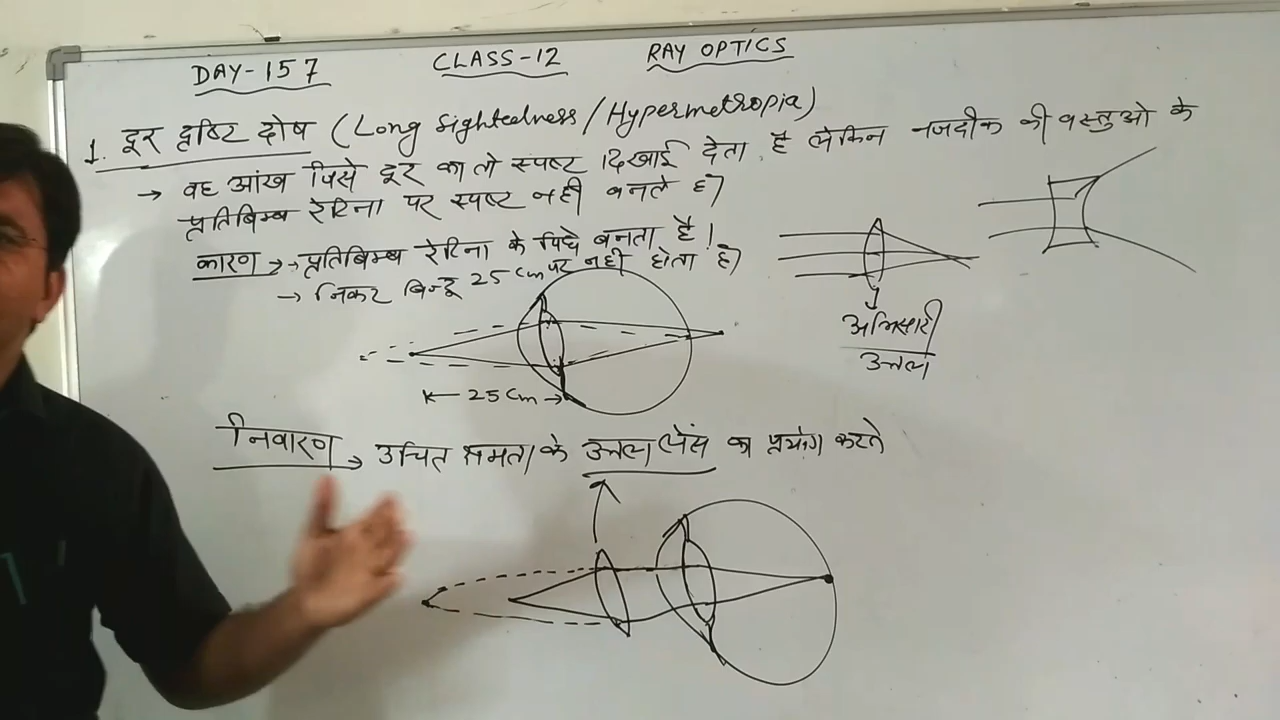 DAY-157 CLASS-12 RAY OPTICS
1. दूर दृष्टि दोष (Long Sightedness/Hypermetropia)
→ वह आंख जिसे दूर का तो स्पष्ट दिखाई देता है लेकिन नजदीक की वस्तुओ के
प्रतिबिम्ब रेटिना पर स्पष्ट नही बनते है
कारण → प्रतिबिम्ब रेटिना के पिछे बनता है।
→ निकट बिन्दू 25 cm पर नही होता है
25 cm
अभिसारी
उत्तल
निवारण → उचित क्षमता के उत्तल लेंस का प्रयोग करते